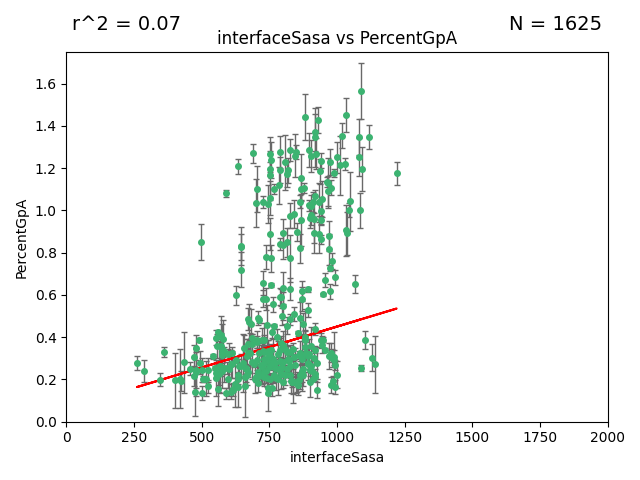 r^2 = 0.07
N = 1625
interfaceSasa vs PercentGpA
PercentGpA
1.6
1.4
1.2
1.0
0.8
0.6
0.4
0.2
0.0
0 250 500 750 1000 1250 1500 1750 2000
interfaceSasa